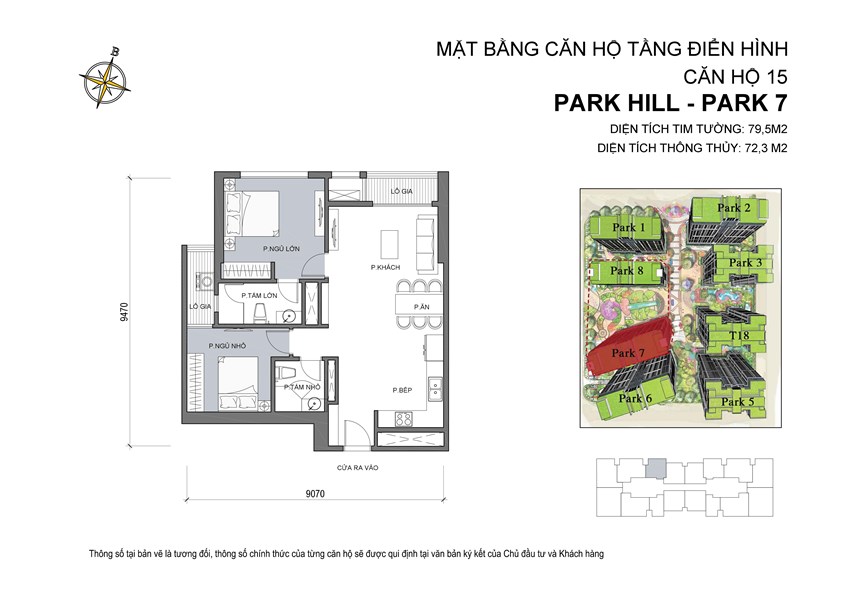 MẶT BẰNG CĂN HỘ TẦNG ĐIỂN HÌNH
CĂN HỘ 15
PARK HILL - PARK 7
DIỆN TÍCH TIM TƯỜNG: 79,5M2
DIỆN TÍCH THÔNG THỦY: 72,3 M2
LÔ GIA
P.NGỦ LỚN
P.KHÁCH
P.TẮM LỚN
LÔ GIA
P.ĂN
P.NGỦ NHỎ
P.TẮM NHỎ
P.BẾP
CỬA RA VÀO
9470
9070
Park 1
Park 2
Park 3
Park 8
T18
Park 7
Park 6
Park 5
Thông số tại bản vẽ là tương đối, thông số chính thức của từng căn hộ sẽ được qui định tại văn bản ký kết của Chủ đầu tư và Khách hàng